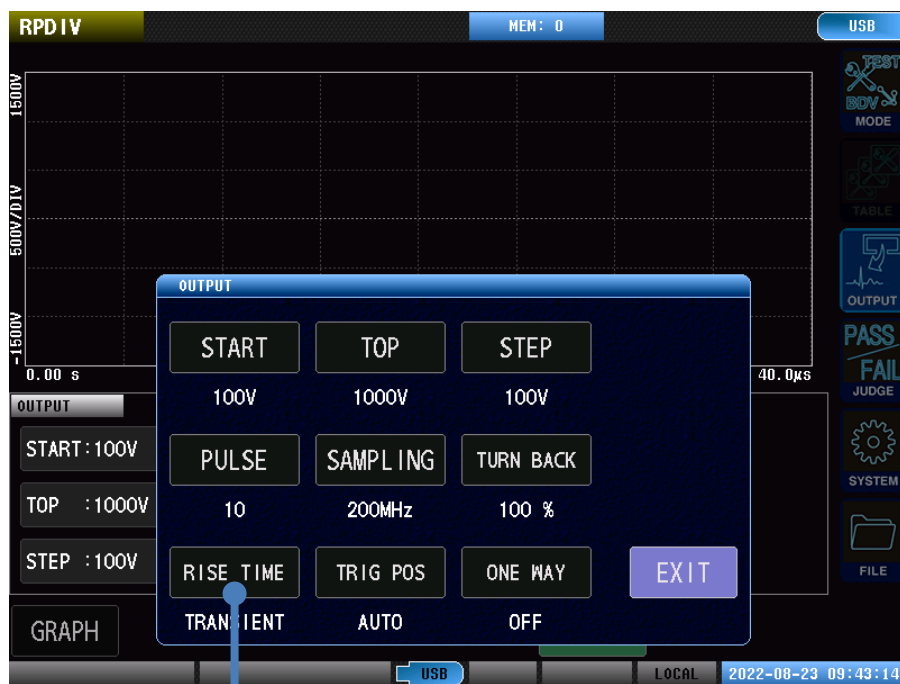 RPDIV
MEM: 0
USB
1500V
500V/DIV
-1500V
0.00 s
40.0µs
TEST
BDV
MODE
TABLE
OUTPUT
PASS
FAIL
JUDGE
SYSTEM
FILE
OUTPUT
START
TOP
STEP
100V
1000V
100V
PULSE
SAMPLING
TURN BACK
10
200MHz
100 %
RISE TIME
TRIG POS
ONE WAY
EXIT
TRANSIENT
AUTO
OFF
OUTPUT
START:100V
TOP :1000V
STEP :100V
GRAPH
USB
LOCAL
2022-08-23 09:43:14